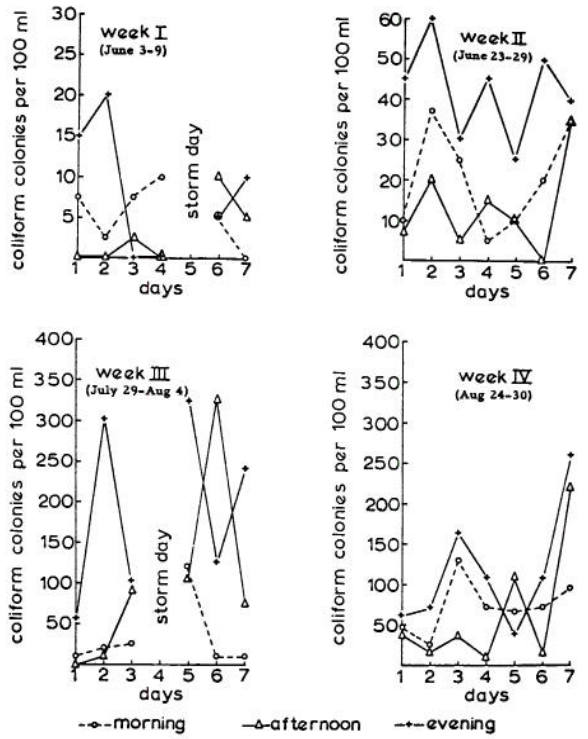 week I
(June 3-9)
coliform colonies per 100 ml
30
25
20
15
10
5
storm day
1 2 3 4 5 6 7
days
week II
(June 23-29)
coliform colonies per 100 ml
60
50
40
30
20
10
1 2 3 4 5 6 7
days
week III
(July 29-Aug 4)
coliform colonies per 100 ml
400
350
300
250
200
150
100
50
storm day
1 2 3 4 5 6 7
days
week IV
(Aug 24-30)
coliform colonies per 100 ml
400
350
300
250
200
150
100
50
1 2 3 4 5 6 7
days
morning afternoon evening